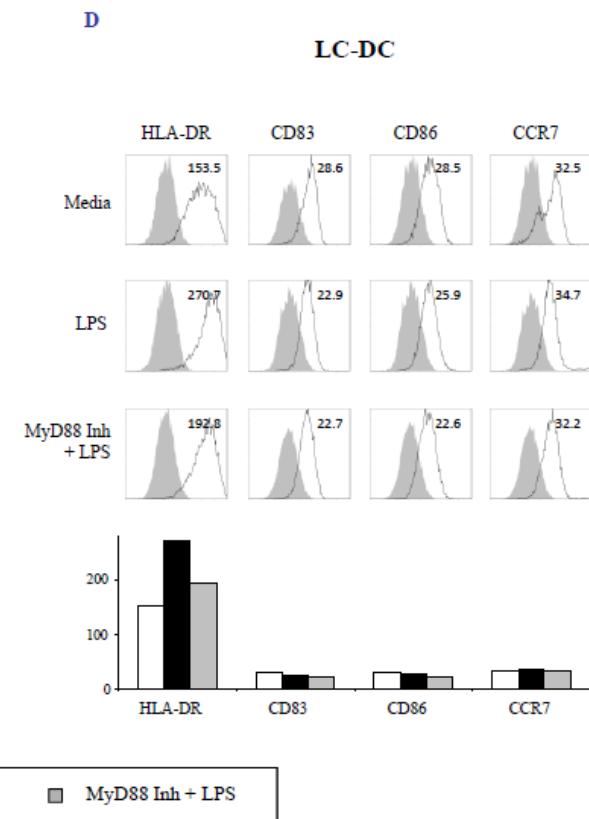 D
LC-DC
HLA-DR CD83 CD86 CCR7
Media 153.5 28.6 28.5 32.5
LPS 270.7 22.9 25.9 34.7
MyD88 Inh
+ LPS 192.8 22.7 22.6 32.2
200
100
0
HLA-DR CD83 CD86 CCR7
MyD88 Inh + LPS